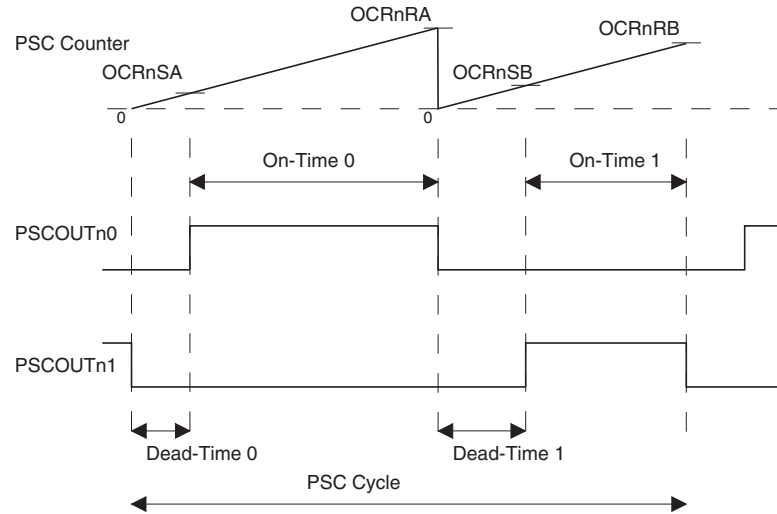 OCRnRA
OCRnRB
PSC Counter
OCRnSA
OCRnSB
0
0
On-Time 0
On-Time 1
PSCOUTn0
PSCOUTn1
Dead-Time 0
Dead-Time 1
PSC Cycle